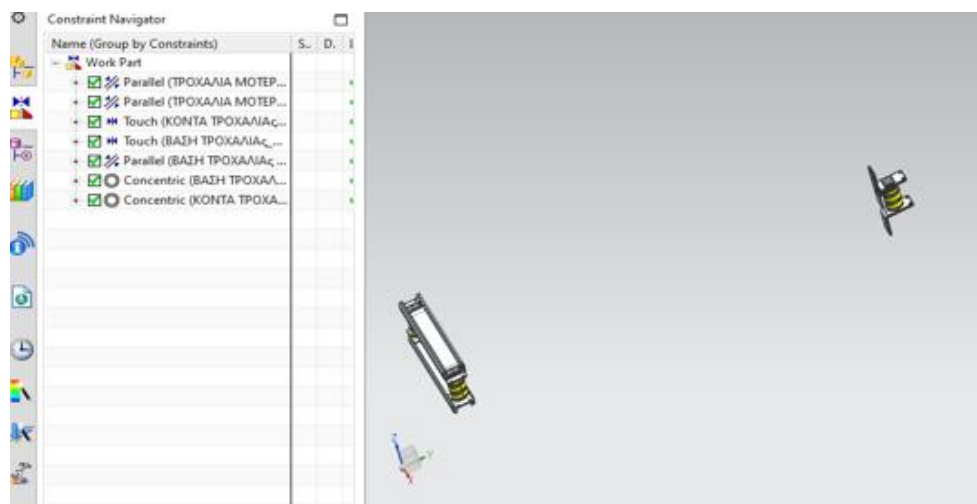 Constraint Navigator
Name (Group by Constraints) S... D.
Work Part
Parallel (ΤΡΟΧΑΛΙΑ ΜΟΤΕΡ...
Parallel (ΤΡΟΧΑΛΙΑ ΜΟΤΕΡ...
Touch (ΚΟΝΤΑ ΤΡΟΧΑΛΙΑς...
Touch (ΒΑΣΗ ΤΡΟΧΑΛΙΑς_...
Parallel (ΒΑΣΗ ΤΡΟΧΑΛΙΑς ...
Concentric (ΒΑΣΗ ΤΡΟΧΑΛ...
Concentric (ΚΟΝΤΑ ΤΡΟΧΑ...
Z
Y
X